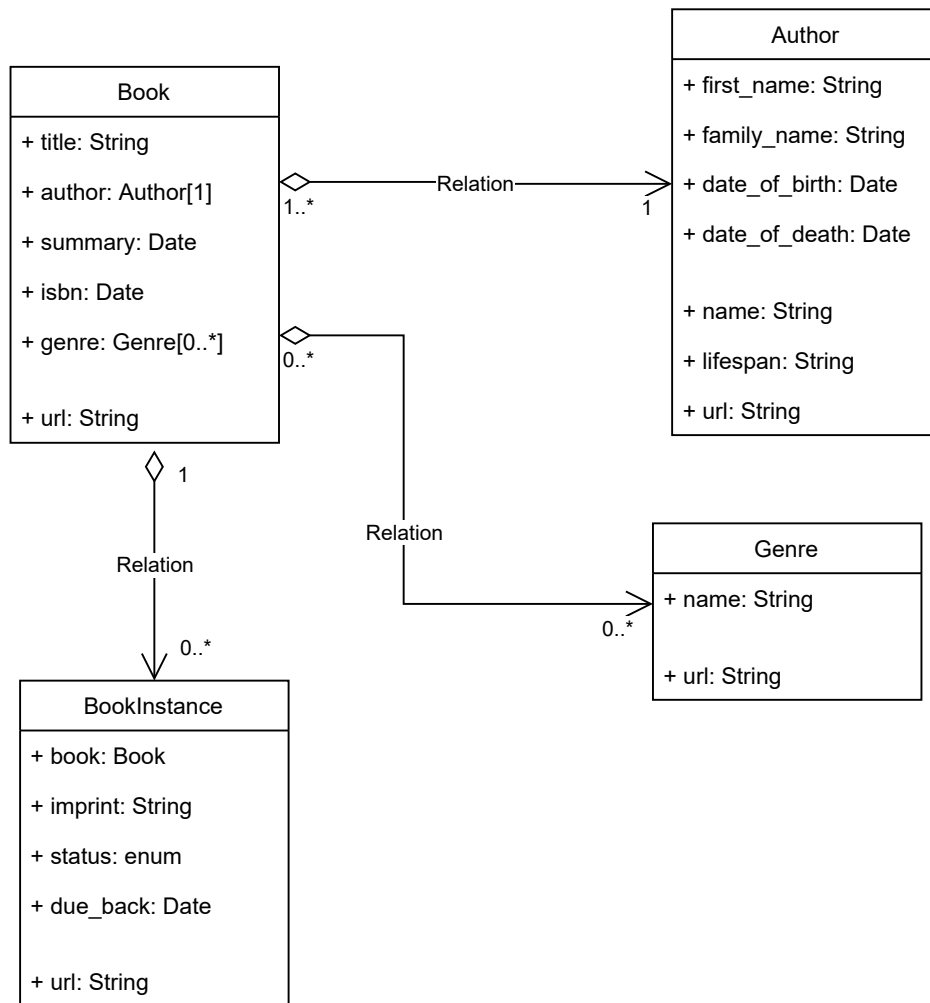 Book
+ title: String
+ author: Author[1]
+ summary: Date
+ isbn: Date
+ genre: Genre[0..*]
+ url: String
Author
+ first_name: String
+ family_name: String
+ date_of_birth: Date
+ date_of_death: Date
+ name: String
+ lifespan: String
+ url: String
Relation
1..*
1
0..*
Relation
0..*
1
Relation
0..*
Genre
+ name: String
+ url: String
BookInstance
+ book: Book
+ imprint: String
+ status: enum
+ due_back: Date
+ url: String